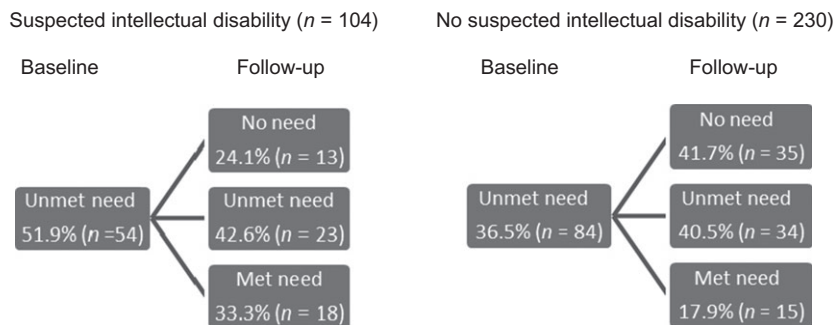 Suspected intellectual disability (n = 104)
Baseline Follow-up
No need
24.1% (n = 13)
Unmet need
51.9% (n =54)
Unmet need
42.6% (n = 23)
Met need
33.3% (n = 18)
No suspected intellectual disability (n = 230)
Baseline Follow-up
No need
41.7% (n = 35)
Unmet need
36.5% (n = 84)
Unmet need
40.5% (n = 34)
Met need
17.9% (n = 15)